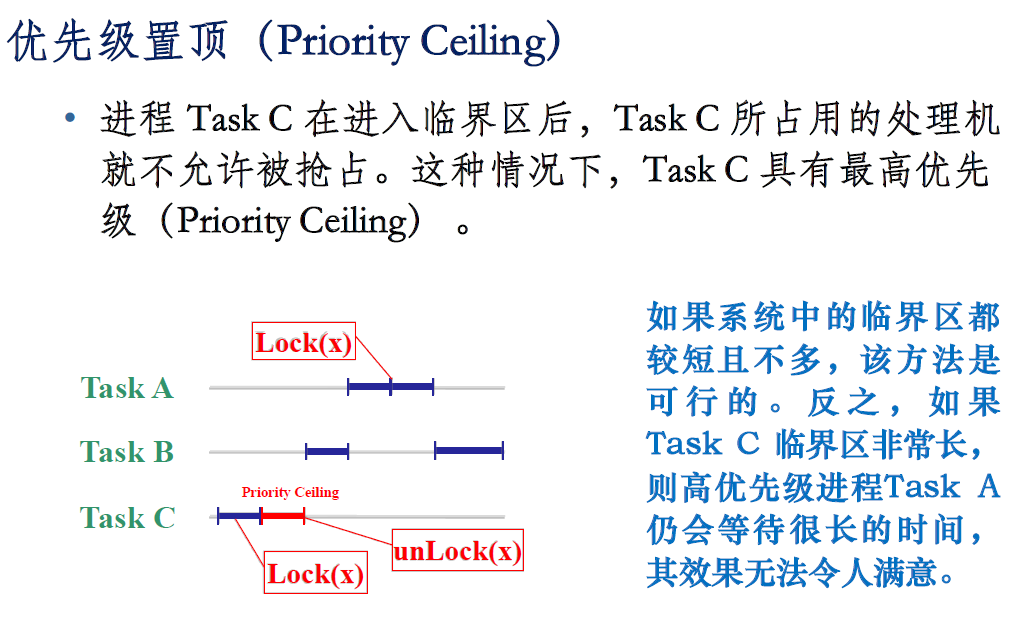 优先级置顶（Priority Ceiling）
• 进程 Task C 在进入临界区后，Task C 所占用的处理机
就不允许被抢占。这种情况下，Task C 具有最高优先
级（Priority Ceiling） 。
Lock(x)
Task A
Task B
Priority Ceiling
Task C
unLock(x)
Lock(x)
如果系统中的临界区都
较短且不多，该方法是
可行的。反之，如果
Task C 临界区非常长，
则高优先级进程Task A
仍会等待很长的时间，
其效果无法令人满意。